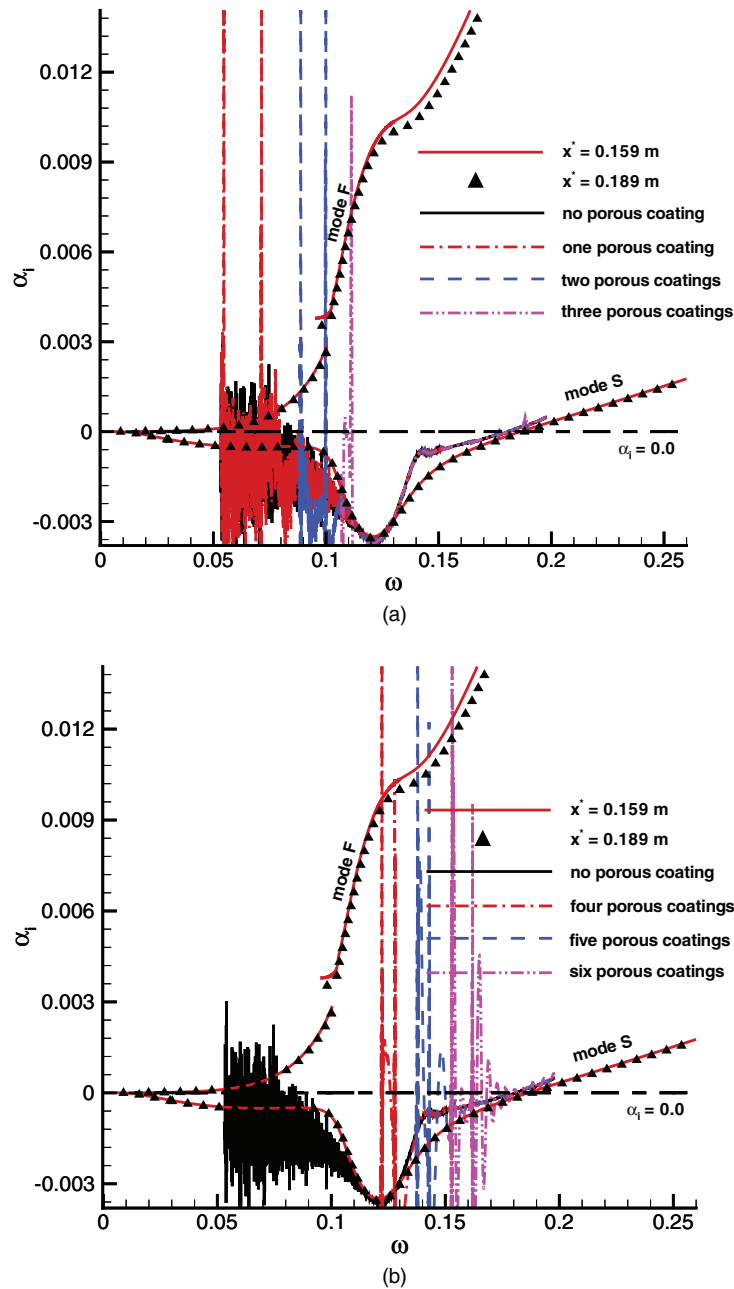 0.012
0.009
0.006
0.003
0
-0.003
αi
0
0.05
0.1
0.15
0.2
0.25
ω
mode F
mode S
αi = 0.0
x* = 0.159 m
x* = 0.189 m
no porous coating
one porous coating
two porous coatings
three porous coatings
(a)
0.012
0.009
0.006
0.003
0
-0.003
αi
0
0.05
0.1
0.15
0.2
0.25
ω
mode F
mode S
αi = 0.0
x* = 0.159 m
x* = 0.189 m
no porous coating
four porous coatings
five porous coatings
six porous coatings
(b)